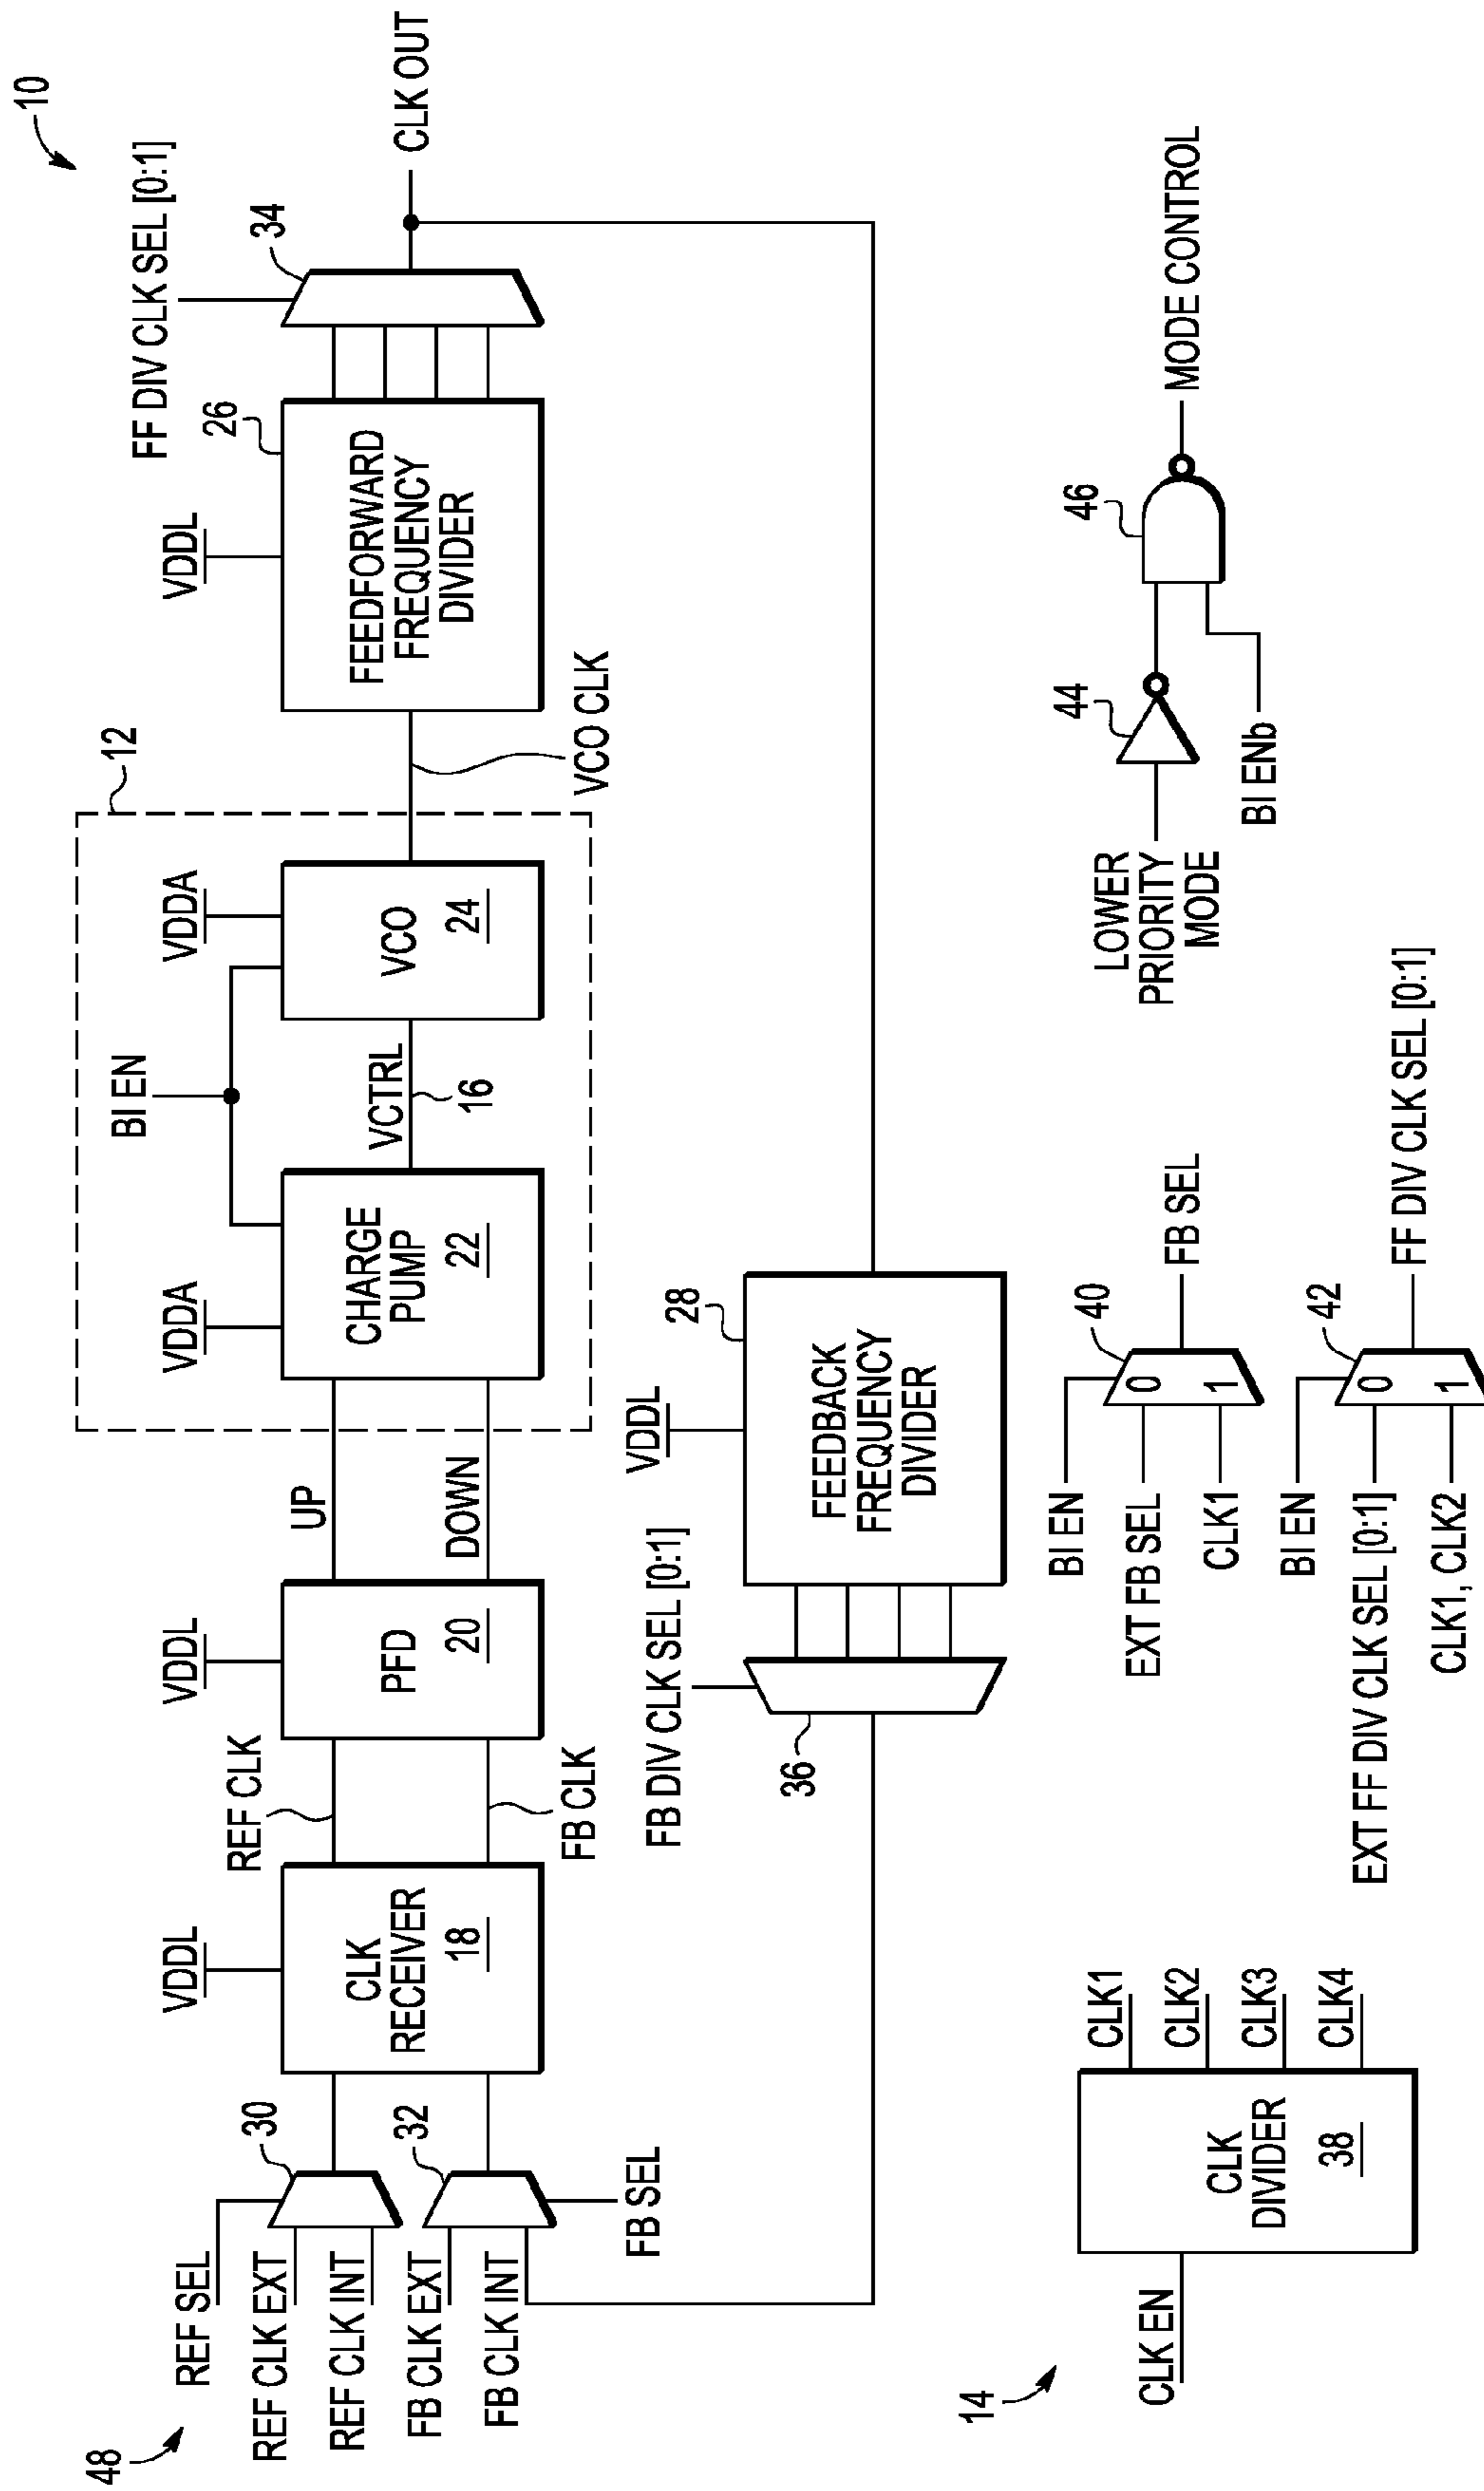 10
48
REF SEL
REF CLK EXT
REF CLK INT
FB CLK EXT
FB CLK INT
30
32
FB SEL
VDDL
CLK
RECEIVER
18
REF CLK
FB CLK
VDDL
PFD
20
UP
DOWN
12
VDDA
CHARGE
PUMP
22
BI EN
VCTRL
16
VDDA
VCO
24
VCO CLK
VDDL
26
FEEDFORWARD
FREQUENCY
DIVIDER
FF DIV CLK SEL [0:1]
34
CLK OUT
FB DIV CLK SEL [0:1]
36
VDDL
28
FEEDBACK
FREQUENCY
DIVIDER
14
CLK EN
CLK
DIVIDER
38
CLK1
CLK2
CLK3
CLK4
BI EN
EXT FB SEL
CLK1
40
0
1
FB SEL
BI EN
EXT FF DIV CLK SEL [0:1]
CLK1, CLK2
42
0
1
FF DIV CLK SEL [0:1]
LOWER
PRIORITY
MODE
44
BI ENb
46
MODE CONTROL